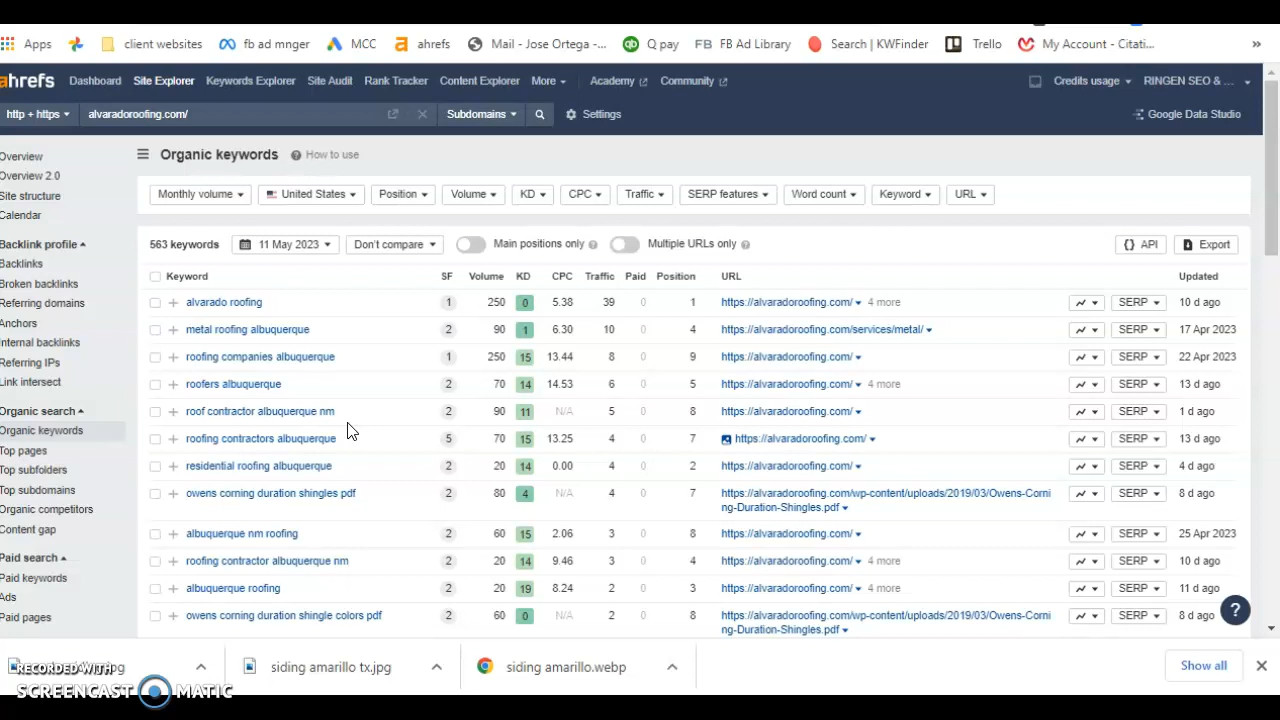 Apps client websites fb ad mnger MCC ahrefs Mail - Jose Ortega -... Q pay FB FB Ad Library Search | KWFinder Trello My Account - Citati... »
ahrefs Dashboard Site Explorer Keywords Explorer Site Audit Rank Tracker Content Explorer More Academy Community Credits usage RINGEN SEO & ...
http + https alvaradoroofing.com/ Subdomains Settings Google Data Studio
Overview
Overview 2.0
Site structure
Calendar
Backlink profile
Backlinks
Broken backlinks
Referring domains
Anchors
Internal backlinks
Referring IPs
Link intersect
Organic search
Organic keywords
Top pages
Top subfolders
Top subdomains
Organic competitors
Content gap
Paid search
Paid keywords
Ads
Paid pages
Organic keywords How to use
Monthly volume United States Position Volume KD CPC Traffic SERP features Word count Keyword URL
563 keywords 11 May 2023 Don't compare Main positions only Multiple URLs only {} API Export
Keyword SF Volume KD CPC Traffic Paid Position URL Updated
alvarado roofing 1 250 0 5.38 39 0 1 https://alvaradoroofing.com/ 4 more SERP 10 d ago
metal roofing albuquerque 2 90 1 6.30 10 0 4 https://alvaradoroofing.com/services/metal/ SERP 17 Apr 2023
roofing companies albuquerque 1 250 15 13.44 8 0 9 https://alvaradoroofing.com/ SERP 22 Apr 2023
roofers albuquerque 2 70 14 14.53 6 0 5 https://alvaradoroofing.com/ 4 more SERP 13 d ago
roof contractor albuquerque nm 2 90 11 N/A 5 0 8 https://alvaradoroofing.com/ SERP 1 d ago
roofing contractors albuquerque 5 70 15 13.25 4 0 7 https://alvaradoroofing.com/ SERP 13 d ago
residential roofing albuquerque 2 20 14 0.00 4 0 2 https://alvaradoroofing.com/ SERP 4 d ago
owens corning duration shingles pdf 2 80 4 N/A 4 0 7 https://alvaradoroofing.com/wp-content/uploads/2019/03/Owens-Corni SERP 8 d ago
ng-Duration-Shingles.pdf
albuquerque nm roofing 2 60 15 2.06 3 0 8 https://alvaradoroofing.com/ SERP 25 Apr 2023
roofing contractor albuquerque nm 2 20 14 9.46 3 0 4 https://alvaradoroofing.com/ 4 more SERP 10 d ago
albuquerque roofing 2 20 19 8.24 2 0 3 https://alvaradoroofing.com/ 4 more SERP 11 d ago
owens corning duration shingle colors pdf 2 60 0 N/A 2 0 8 https://alvaradoroofing.com/wp-content/uploads/2019/03/Owens-Corni SERP 8 d ago
ng-Duration-Shingles.pdf
?
siding amarillo tx.jpg siding amarillo.webp Show all
RECORDED WITH
SCREENCAST MATIC